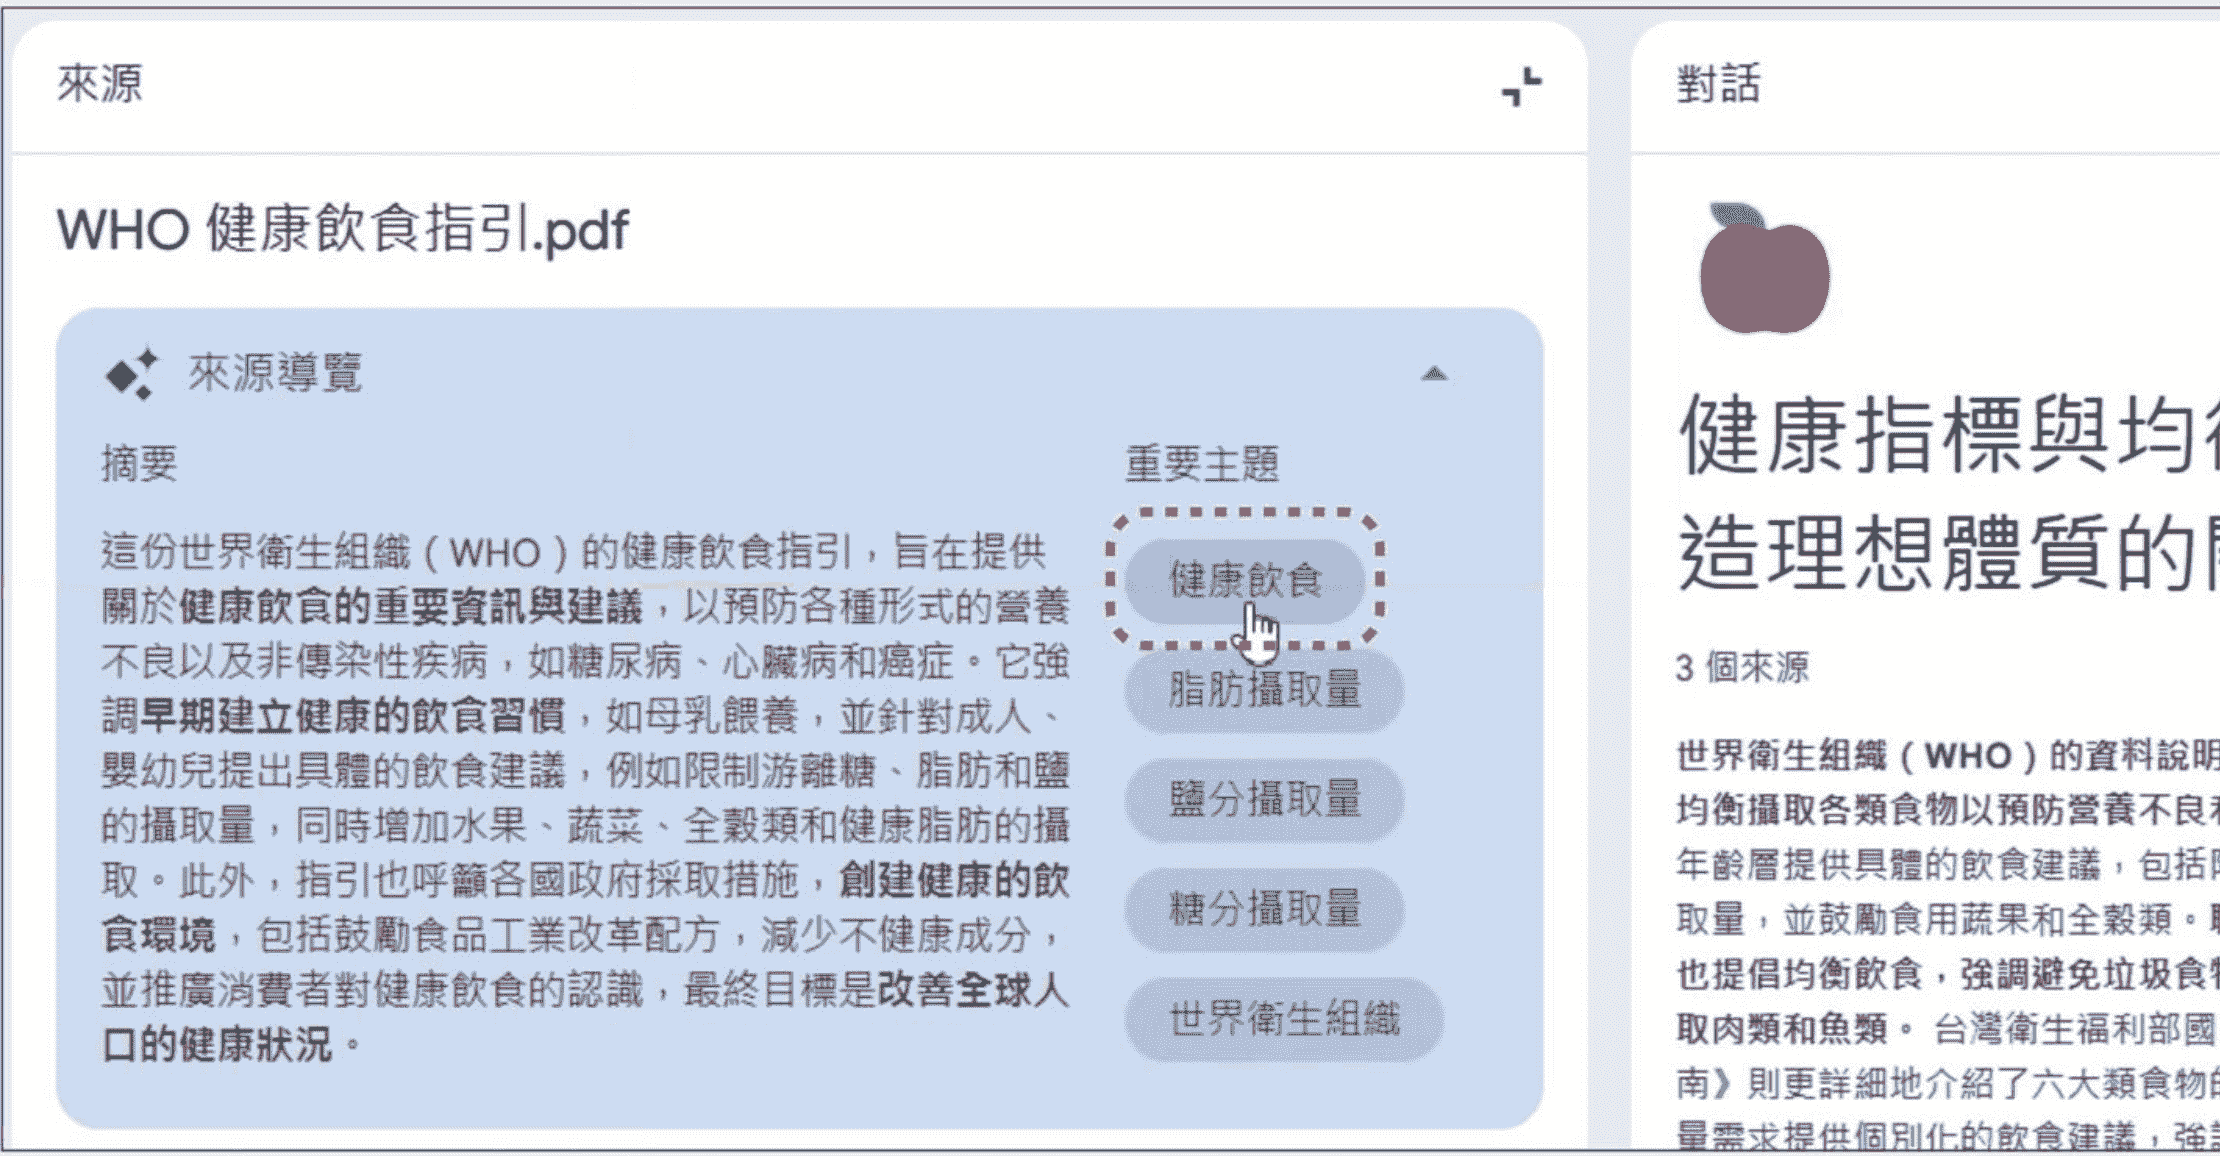 來源
WHO 健康飲食指引.pdf
來源導覽
摘要
這份世界衛生組織（WHO）的健康飲食指引，旨在提供
關於健康飲食的重要資訊與建議，以預防各種形式的營養
不良以及非傳染性疾病，如糖尿病、心臟病和癌症。它強
調早期建立健康的飲食習慣，如母乳餵養，並針對成人、
嬰幼兒提出具體的飲食建議，例如限制游離糖、脂肪和鹽
的攝取量，同時增加水果、蔬菜、全穀類和健康脂肪的攝
取。此外，指引也呼籲各國政府採取措施，創建健康的飲
食環境，包括鼓勵食品工業改革配方，減少不健康成分，
並推廣消費者對健康飲食的認識，最終目標是改善全球人
口的健康狀況。
重要主題
健康飲食
脂肪攝取量
鹽分攝取量
糖分攝取量
世界衛生組織
對話
健康指標與均
造理想體質的
3 個來源
世界衛生組織（WHO）的資料說明
均衡攝取各類食物以預防營養不良
年齡層提供具體的飲食建議，包括
取量，並鼓勵食用蔬果和全穀類。
也提倡均衡飲食，強調避免垃圾食
取肉類和魚類。 台灣衛生福利部國
南》則更詳細地介紹了六大類食物
量需求提供個別化的飲食建議，強